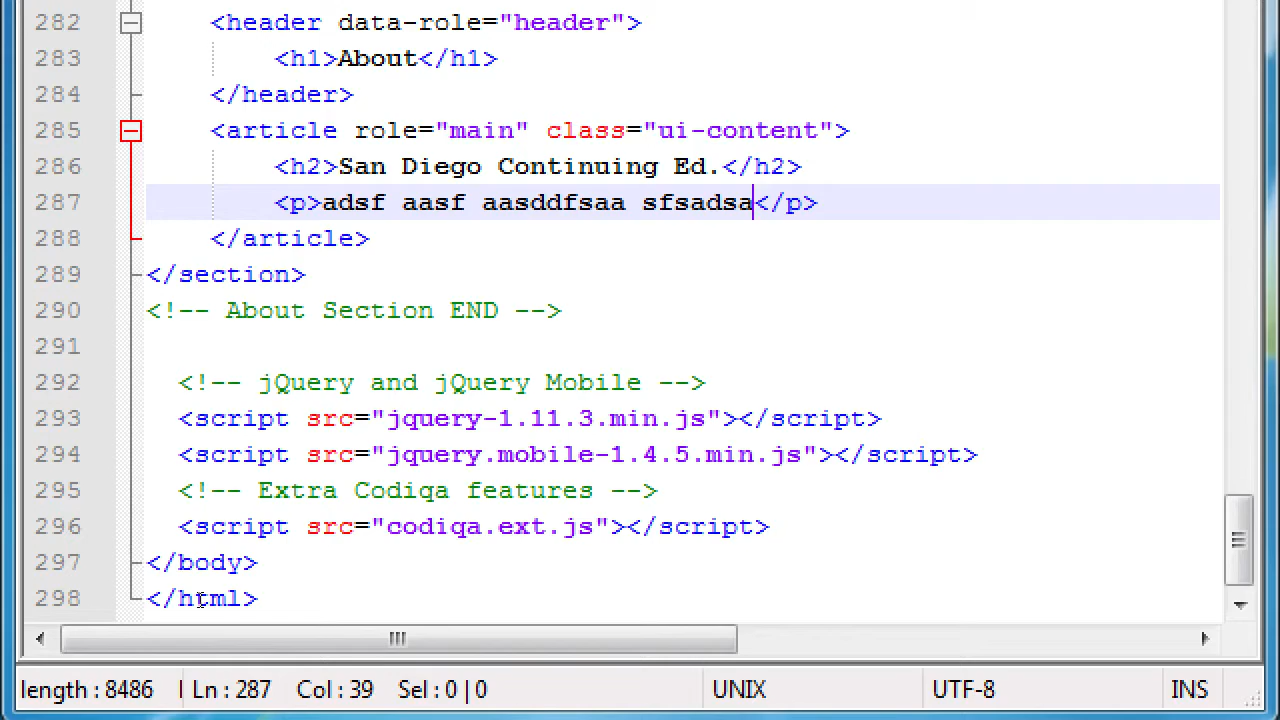 282 <header data-role="header">
283 <h1>About</h1>
284 </header>
285 <article role="main" class="ui-content">
286 <h2>San Diego Continuing Ed.</h2>
287 <p>adsf aasf aasddfsaa sfsadsa</p>
288 </article>
289 </section>
290 <!-- About Section END -->
291
292 <!-- jQuery and jQuery Mobile -->
293 <script src="jquery-1.11.3.min.js"></script>
294 <script src="jquery.mobile-1.4.5.min.js"></script>
295 <!-- Extra Codiqa features -->
296 <script src="codiqa.ext.js"></script>
297 </body>
298 </html>
length : 8486 Ln : 287 Col : 39 Sel : 0 | 0 UNIX UTF-8 INS